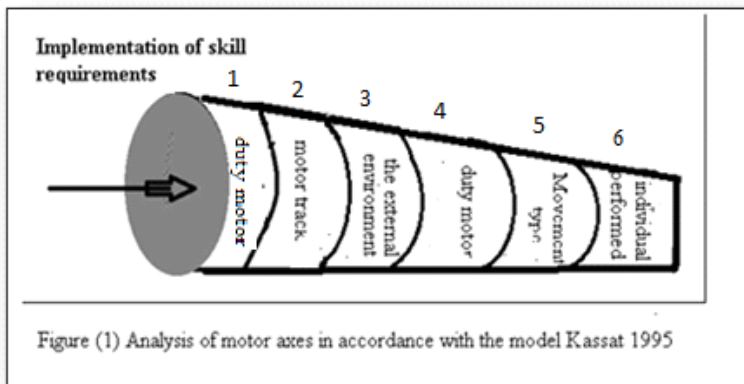 Implementation of skill
requirements
1 2 3 4 5 6
duty motor
motor track
the external
environment
duty motor
Movement
type
individual
performed
Figure (1) Analysis of motor axes in accordance with the model Kassat 1995